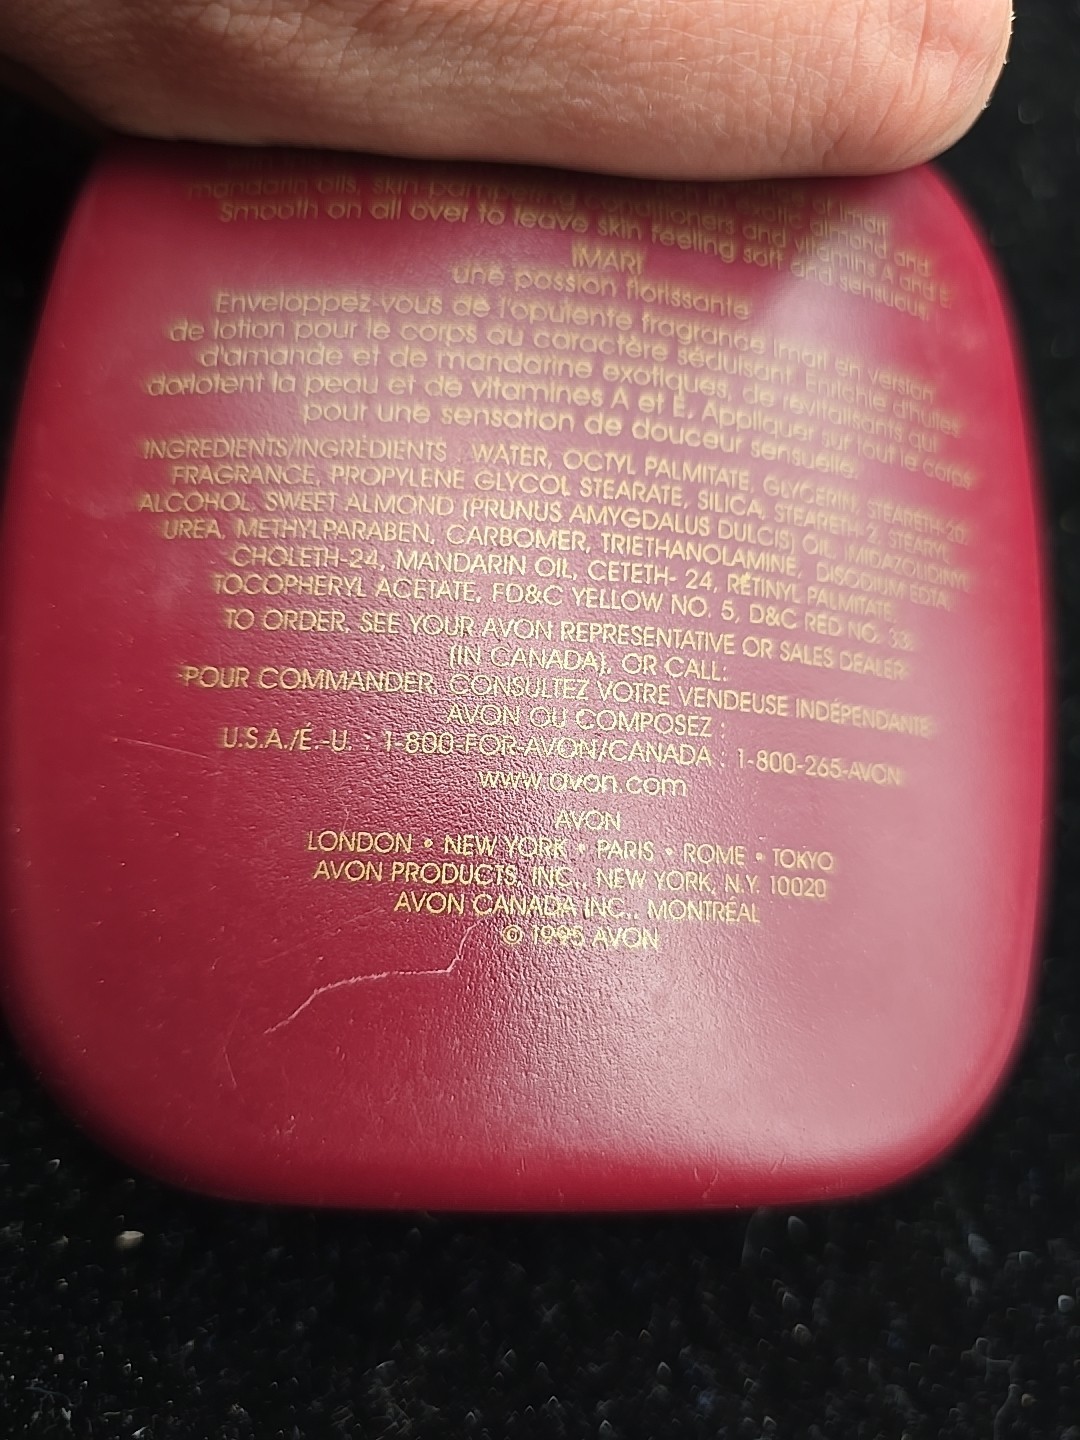 mandarin oils, skin pampering conditioners and vitamins A and E.
Smooth on all over to leave skin feeling soft and sensuous.
IMARI
une passion florissante
Enveloppez-vous de l'opulente fragrance Imari en version
de lotion pour le corps au caractère séduisant. Enrichie d'huiles
d'amande et de mandarine exotiques, de revitalisants qui
dorlotent la peau et de vitamines A et E. Appliquer sur tout le corps
pour une sensation de douceur sensuelle.
INGREDIENTS/INGRÉDIENTS WATER, OCTYL PALMITATE, GLYCERIN, STEARETH-20,
FRAGRANCE, PROPYLENE GLYCOL STEARATE, SILICA, STEARETH-2, STEARYL
ALCOHOL, SWEET ALMOND (PRUNUS AMYGDALUS DULCIS) OIL, IMIDAZOLIDINYL
UREA, METHYLPARABEN, CARBOMER, TRIETHANOLAMINE, DISODIUM EDTA,
CHOLETH-24, MANDARIN OIL, CETETH- 24, RETINYL PALMITATE,
TOCOPHERYL ACETATE, FD&C YELLOW NO. 5, D&C RED NO. 33.
TO ORDER, SEE YOUR AVON REPRESENTATIVE OR SALES DEALER
(IN CANADA), OR CALL:
POUR COMMANDER, CONSULTEZ VOTRE VENDEUSE INDÉPENDANTE
AVON OU COMPOSEZ :
U.S.A./É.-U. : 1-800-FOR-AVON/CANADA : 1-800-265-AVON
www.avon.com
AVON
LONDON • NEW YORK • PARIS • ROME • TOKYO
AVON PRODUCTS, INC., NEW YORK, N.Y. 10020
AVON CANADA INC., MONTRÉAL
© 1995 AVON